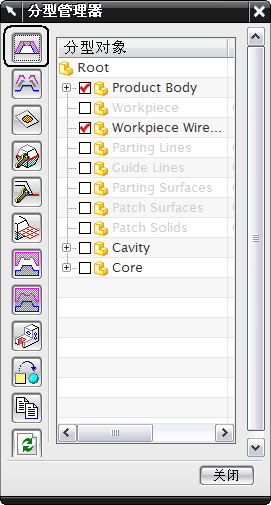 分型管理器
分型对象
Root
Product Body
Workpiece
Workpiece Wire...
Parting Lines
Guide Lines
Parting Surfaces
Patch Surfaces
Patch Solids
Cavity
Core
关闭